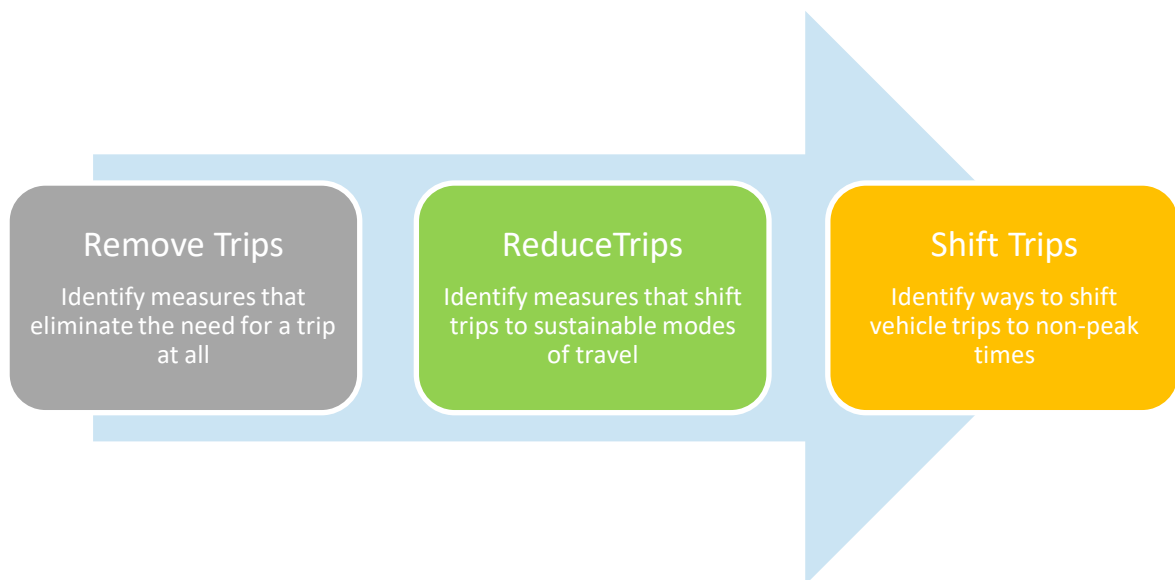 Remove Trips
Identify measures that
eliminate the need for a trip
at all
ReduceTrips
Identify measures that shift
trips to sustainable modes
of travel
Shift Trips
Identify ways to shift
vehicle trips to non-peak
times